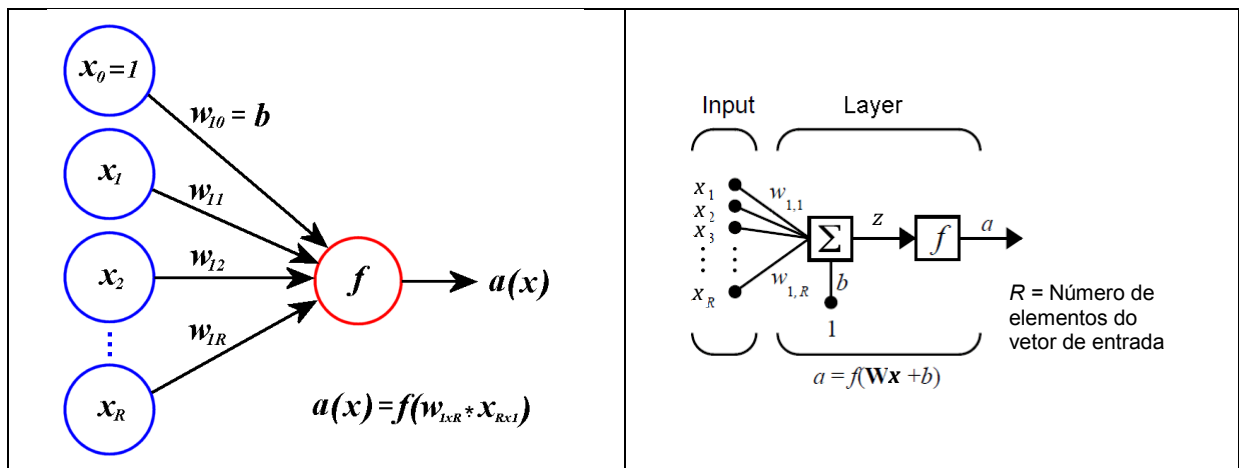 x₀=1
w₁₀ = b
x₁
w₁₁
x₂
w₁₂
f
a(x)
w₁R
xR
a(x)=f(w₁ₓR * xRₓ₁)
Input Layer
x₁
w₁,₁
x₂
x₃
Σ
z
f
a
xR
w₁,R
b
1
R = Número de
elementos do
vetor de entrada
a = f(Wx +b)